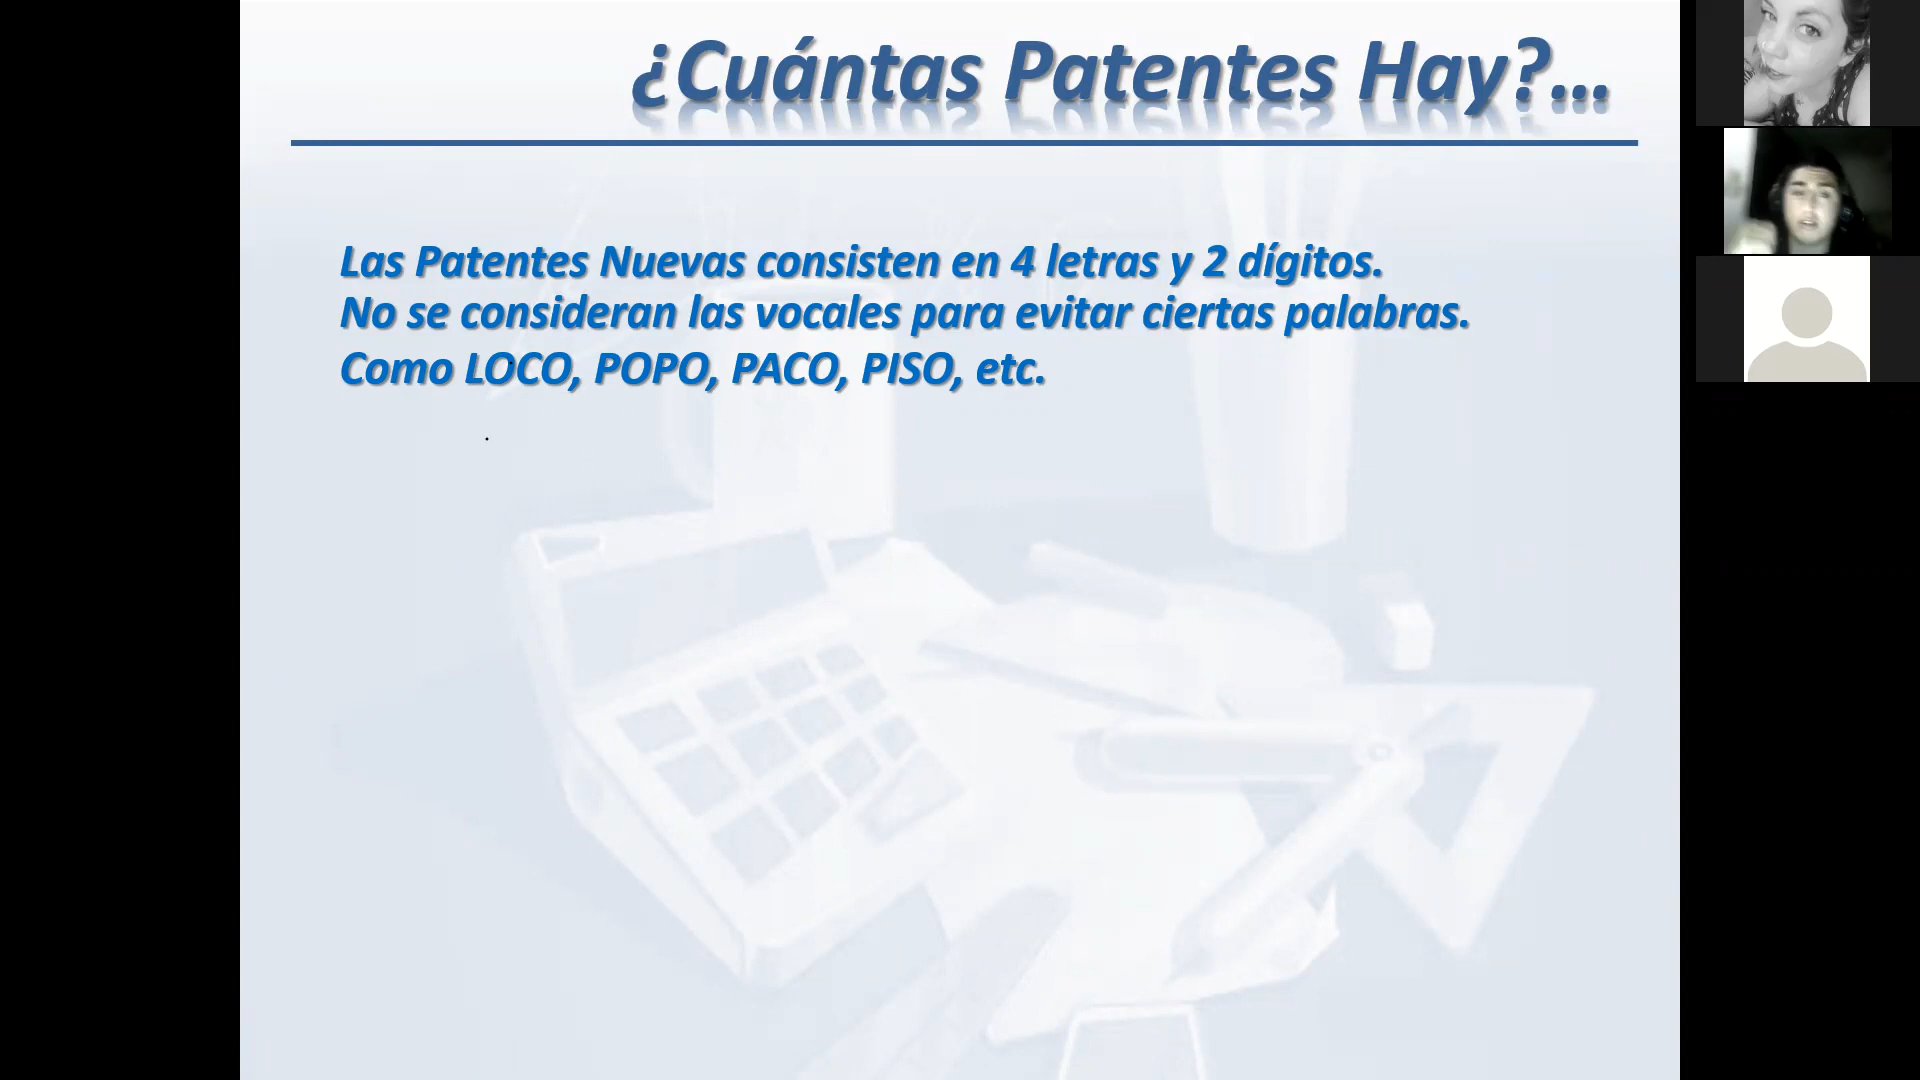 ¿Cuántas Patentes Hay?...
Las Patentes Nuevas consisten en 4 letras y 2 dígitos.
No se consideran las vocales para evitar ciertas palabras.
Como LOCO, POPO, PACO, PISO, etc.